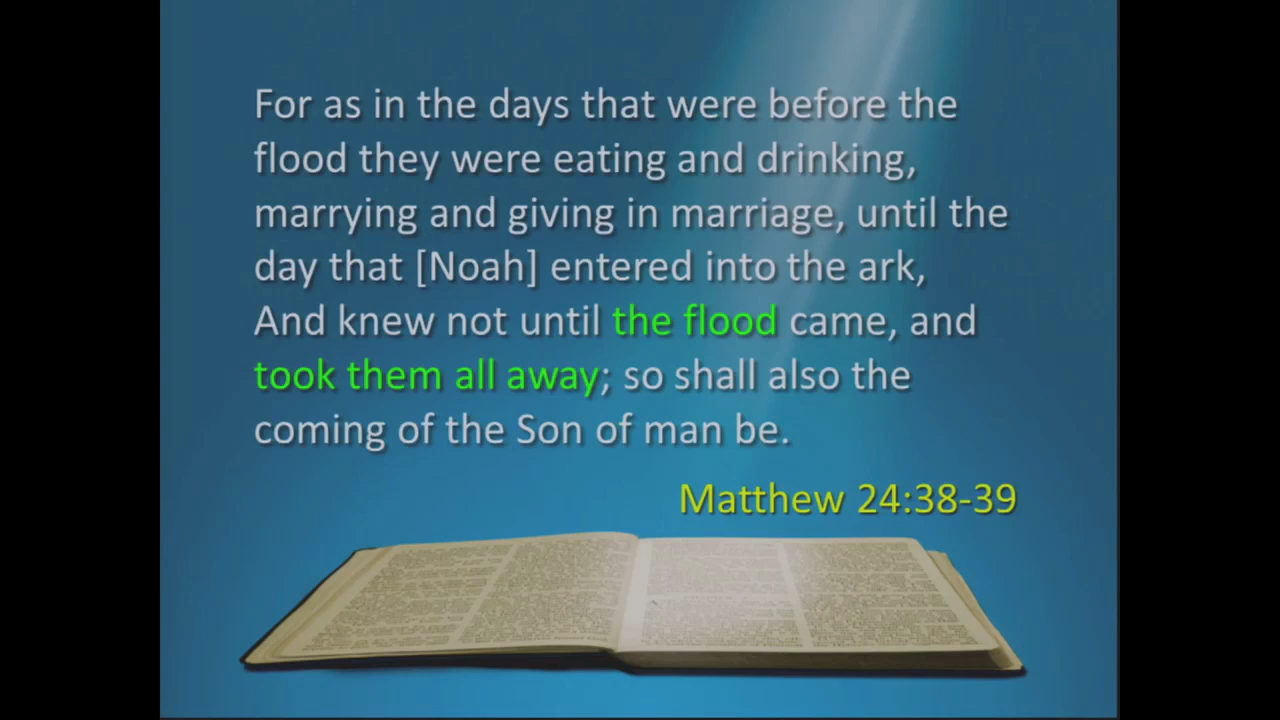 For as in the days that were before the
flood they were eating and drinking,
marrying and giving in marriage, until the
day that [Noah] entered into the ark,
And knew not until the flood came, and
took them all away; so shall also the
coming of the Son of man be.
Matthew 24:38-39